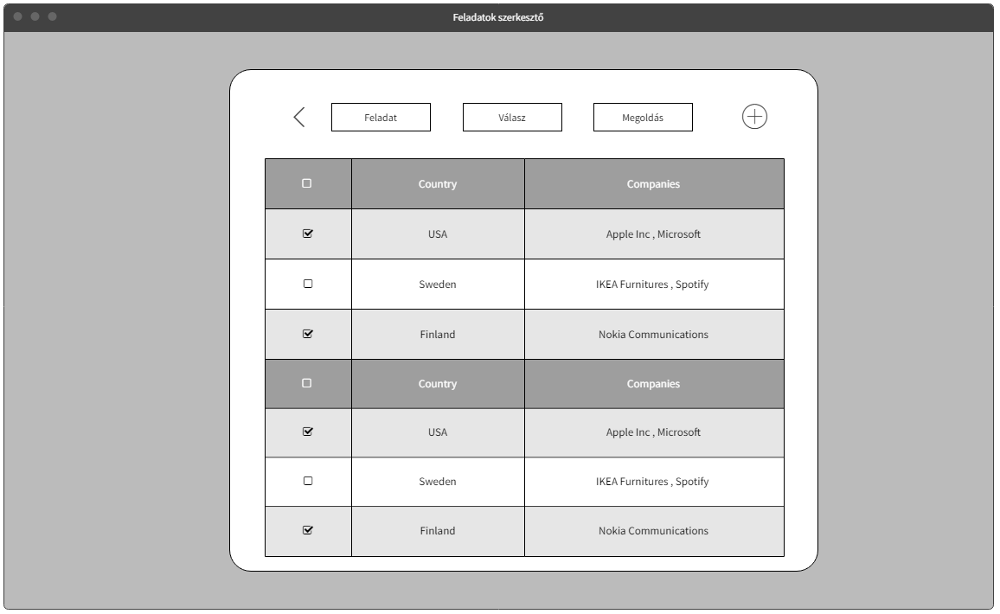 Feladatok szerkesztő
Feladat Válasz Megoldás
Country Companies
USA Apple Inc , Microsoft
Sweden IKEA Furnitures , Spotify
Finland Nokia Communications
Country Companies
USA Apple Inc , Microsoft
Sweden IKEA Furnitures , Spotify
Finland Nokia Communications